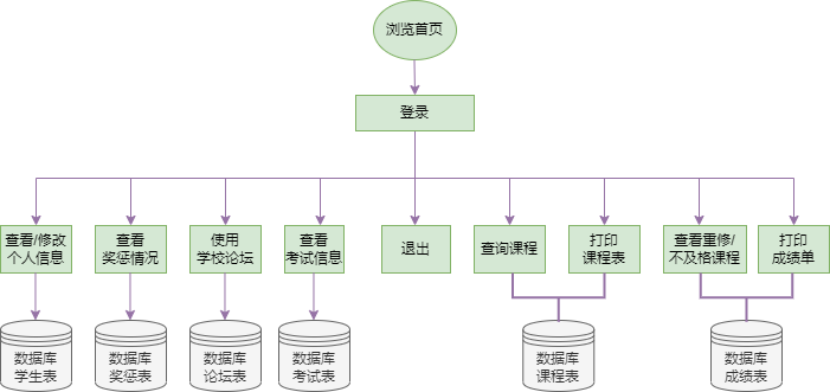 浏览首页
登录
查看/修改
个人信息
查看
奖惩情况
使用
学校论坛
查看
考试信息
退出
查询课程
打印
课程表
查看重修/
不及格课程
打印
成绩单
数据库
学生表
数据库
奖惩表
数据库
论坛表
数据库
考试表
数据库
课程表
数据库
成绩表